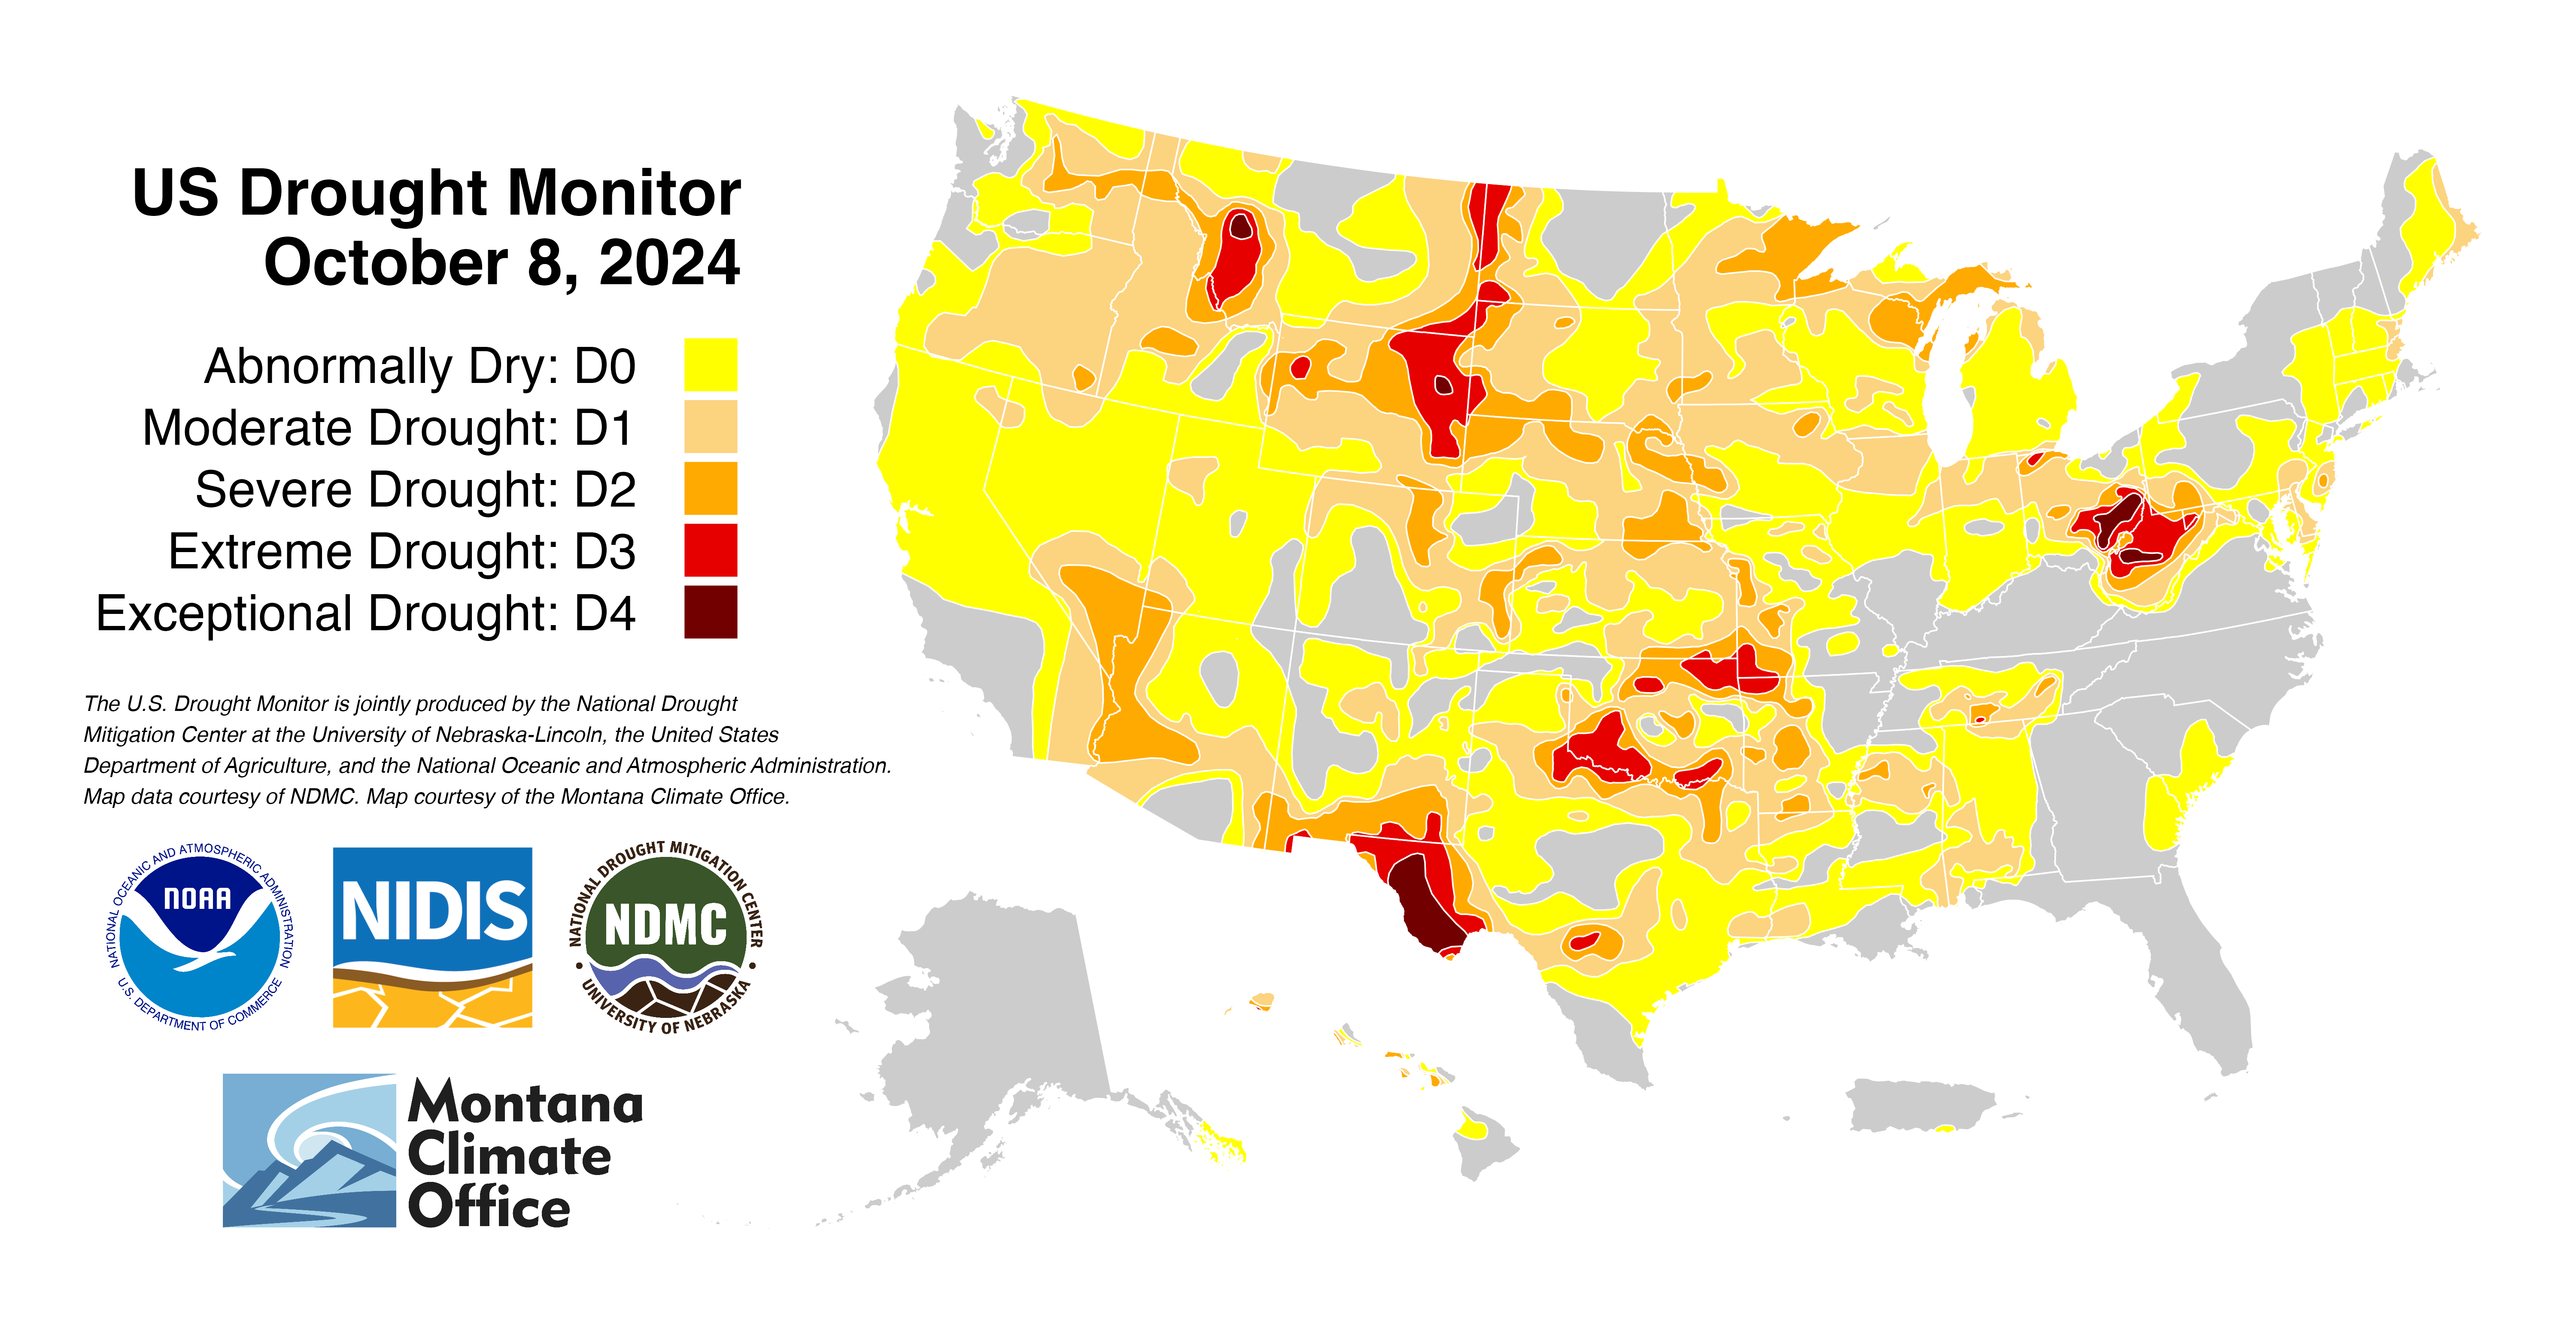 US Drought Monitor
October 8, 2024
Abnormally Dry: D0
Moderate Drought: D1
Severe Drought: D2
Extreme Drought: D3
Exceptional Drought: D4
The U.S. Drought Monitor is jointly produced by the National Drought
Mitigation Center at the University of Nebraska-Lincoln, the United States
Department of Agriculture, and the National Oceanic and Atmospheric Administration.
Map data courtesy of NDMC. Map courtesy of the Montana Climate Office.
NATIONAL OCEANIC AND ATMOSPHERIC ADMINISTRATION
NOAA
U.S. DEPARTMENT OF COMMERCE
NIDIS
NATIONAL DROUGHT MITIGATION CENTER
NDMC
UNIVERSITY OF NEBRASKA
Montana
Climate
Office